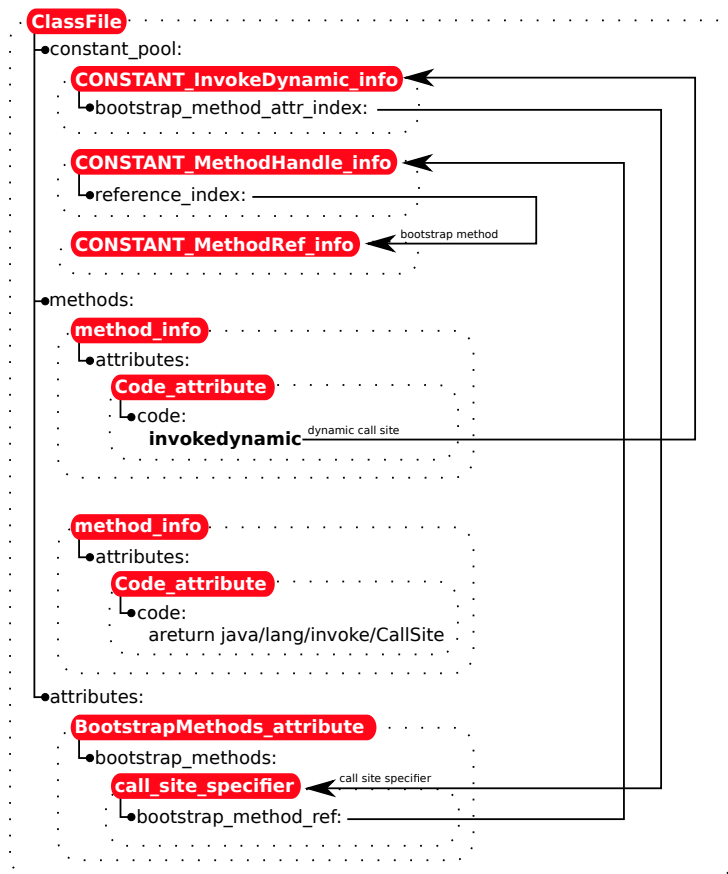 ClassFile
constant_pool:
CONSTANT_InvokeDynamic_info
bootstrap_method_attr_index:
CONSTANT_MethodHandle_info
reference_index:
bootstrap method
CONSTANT_MethodRef_info
methods:
method_info
attributes:
Code_attribute
code:
invokedynamic dynamic call site
method_info
attributes:
Code_attribute
code:
areturn java/lang/invoke/CallSite
attributes:
BootstrapMethods_attribute
bootstrap_methods:
call_site_specifier call site specifier
bootstrap_method_ref: